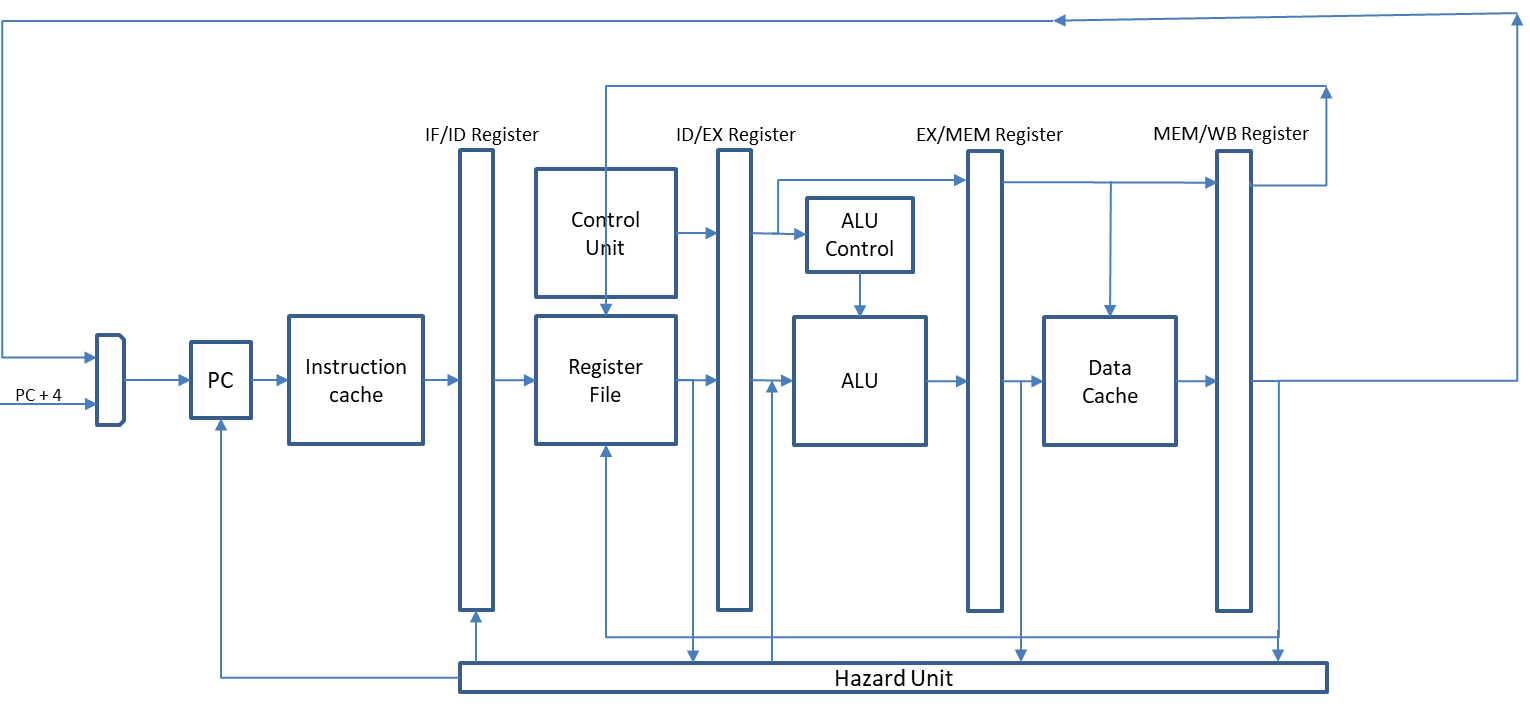 IF/ID Register
ID/EX Register
EX/MEM Register
MEM/WB Register
Control
Unit
ALU
Control
PC + 4
PC
Instruction
cache
Register
File
ALU
Data
Cache
Hazard Unit